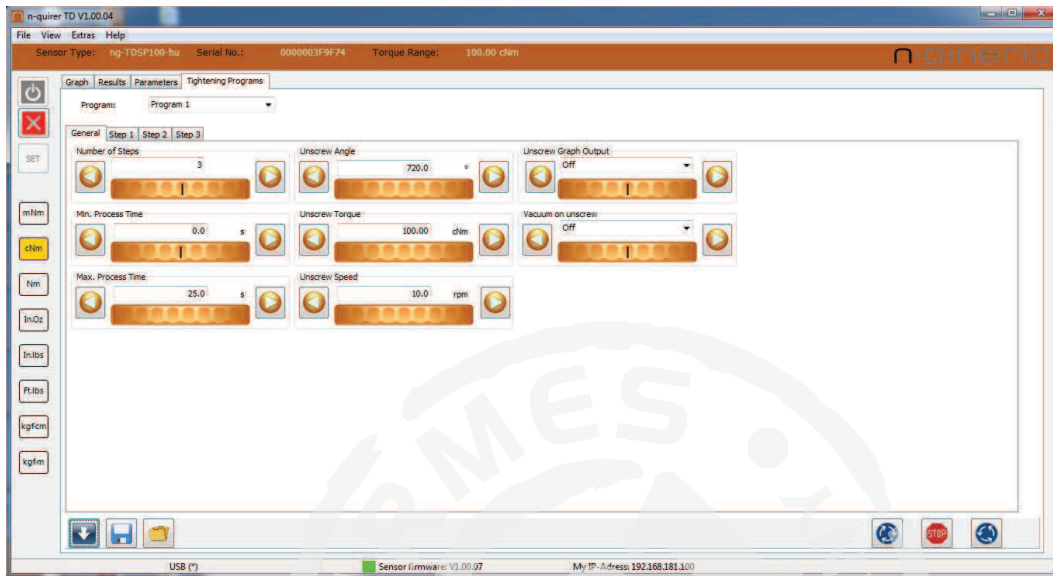 n-quirer TD V1.00.04
File View Extras Help
Sensor Type: ng-TDSP100-hu Serial No.: 0000003F9F74 Torque Range: 100.00 cNm
n-gineric
Graph Results Parameters Tightening Programs
Program: Program 1
General Step 1 Step 2 Step 3
Number of Steps Unscrew Angle Unscrew Graph Output
3 720.0 ° Off
SET
Min. Process Time Unscrew Torque Vacuum on unscrew
0.0 s 100.00 cNm Off
Max. Process Time Unscrew Speed
25.0 s 10.0 rpm
mNm
cNm
Nm
In.Oz
In.lbs
Ft.lbs
kgfcm
kgfm
RMES
STOP
USB (*) Sensor firmware: V1.00.07 My IP-Adress: 192.168.181.100